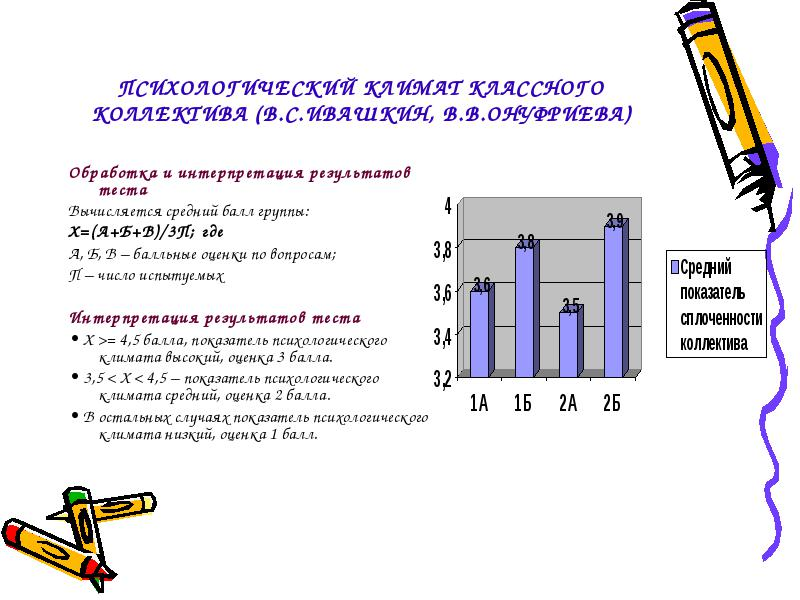 ПСИХОЛОГИЧЕСКИЙ КЛИМАТ КЛАССНОГО
КОЛЛЕКТИВА (В.С.ИВАШКИН, В.В.ОНУФРИЕВА)
Обработка и интерпретация результатов
теста
Вычисляется средний балл группы:
Х=(А+Б+В)/3П; где
А, Б, В – балльные оценки по вопросам;
П – число испытуемых
Интерпретация результатов теста
• Х >= 4,5 балла, показатель психологического
климата высокий, оценка 3 балла.
• 3,5 < Х < 4,5 – показатель психологического
климата средний, оценка 2 балла.
• В остальных случаях показатель психологического
климата низкий, оценка 1 балл.
4
3,8
3,6
3,4
3,2
3,6
3,8
3,5
3,9
1А 1Б 2А 2Б
Средний
показатель
сплоченности
коллектива